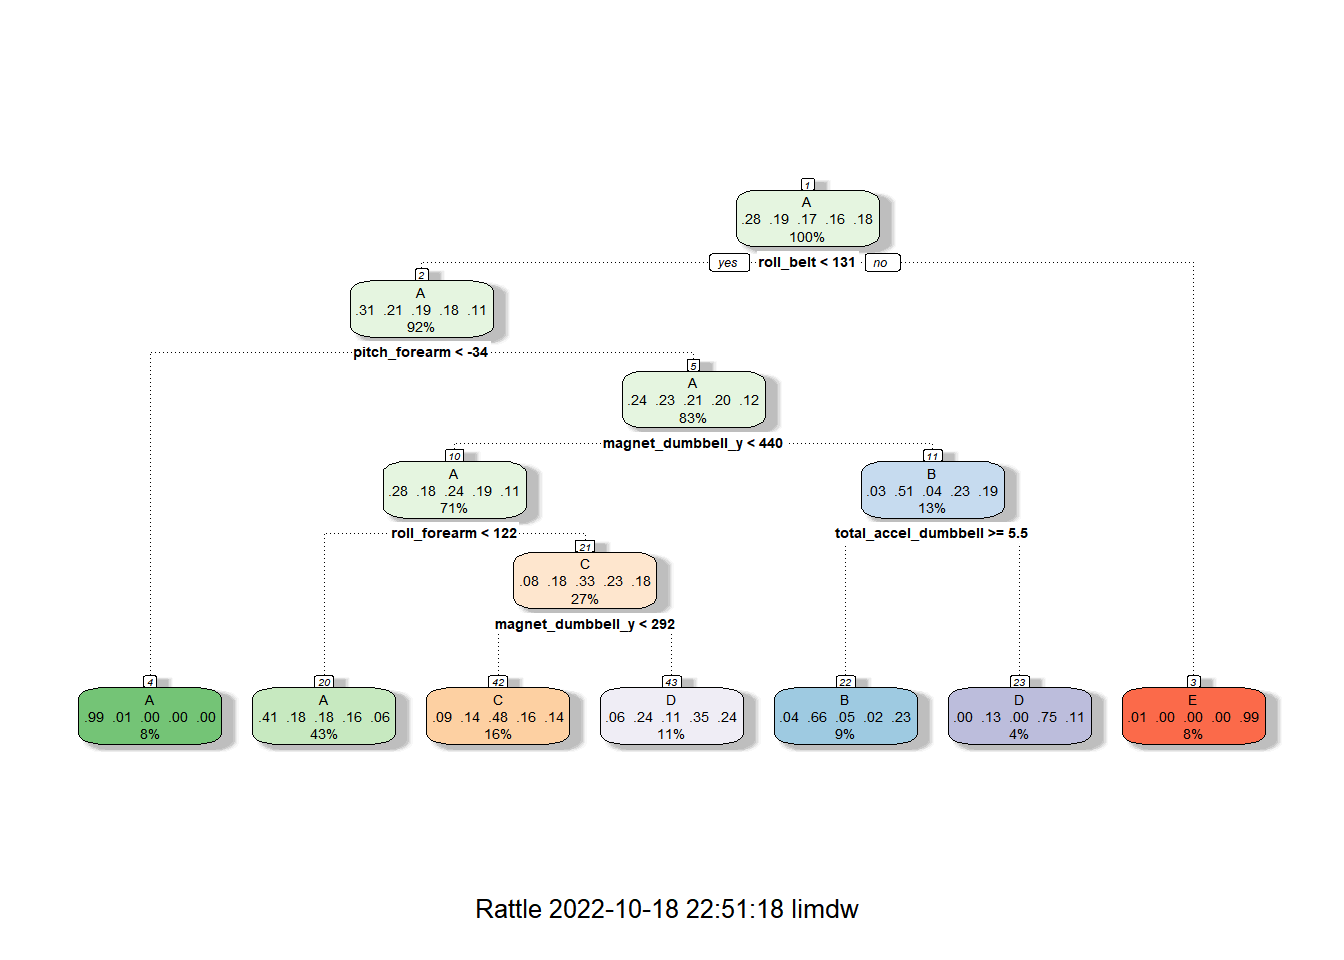 1
A
.28 .19 .17 .16 .18
100%
yes roll_belt < 131 no
2
A
.31 .21 .19 .18 .11
92%
pitch_forearm < -34
5
A
.24 .23 .21 .20 .12
83%
magnet_dumbbell_y < 440
10
A
.28 .18 .24 .19 .11
71%
roll_forearm < 122
11
B
.03 .51 .04 .23 .19
13%
total_accel_dumbbell >= 5.5
21
C
.08 .18 .33 .23 .18
27%
magnet_dumbbell_y < 292
4
A
.99 .01 .00 .00 .00
8%
20
A
.41 .18 .18 .16 .06
43%
42
C
.09 .14 .48 .16 .14
16%
43
D
.06 .24 .11 .35 .24
11%
22
B
.04 .66 .05 .02 .23
9%
23
D
.00 .13 .00 .75 .11
4%
3
E
.01 .00 .00 .00 .99
8%
Rattle 2022-10-18 22:51:18 limdw